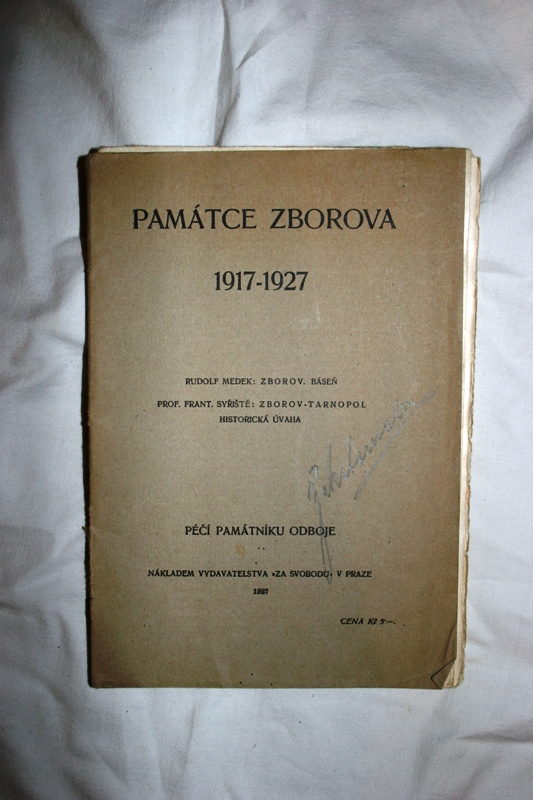 PAMÁTCE ZBOROVA
1917-1927
RUDOLF MEDEK: ZBOROV. BÁSEŇ
PROF. FRANT. SYŘIŠTĚ: ZBOROV-TARNOPOL
HISTORICKÁ ÚVAHA
PÉČÍ PAMÁTNÍKU ODBOJE
NÁKLADEM VYDAVATELSTVA »ZA SVOBODU« V PRAZE
1927
CENA Kč 5·—.